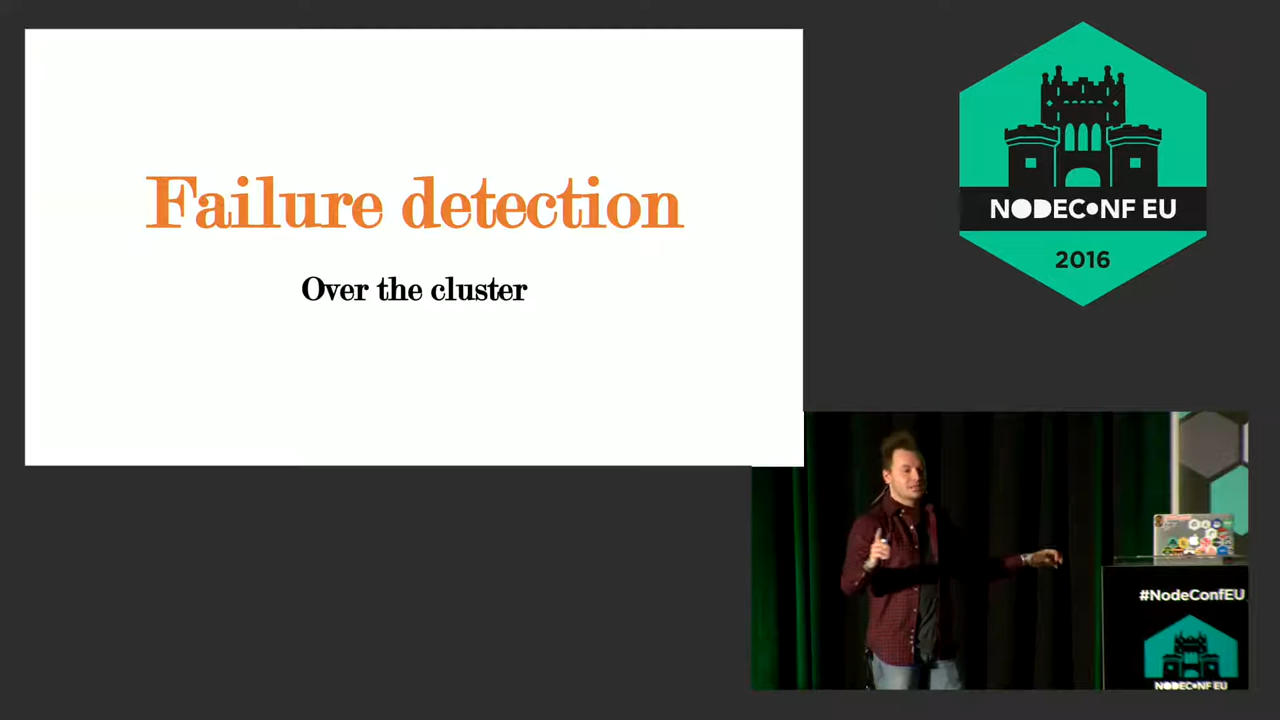 Failure detection
Over the cluster
NODECONF EU
2016
#NodeConfEU
NODECONF EU